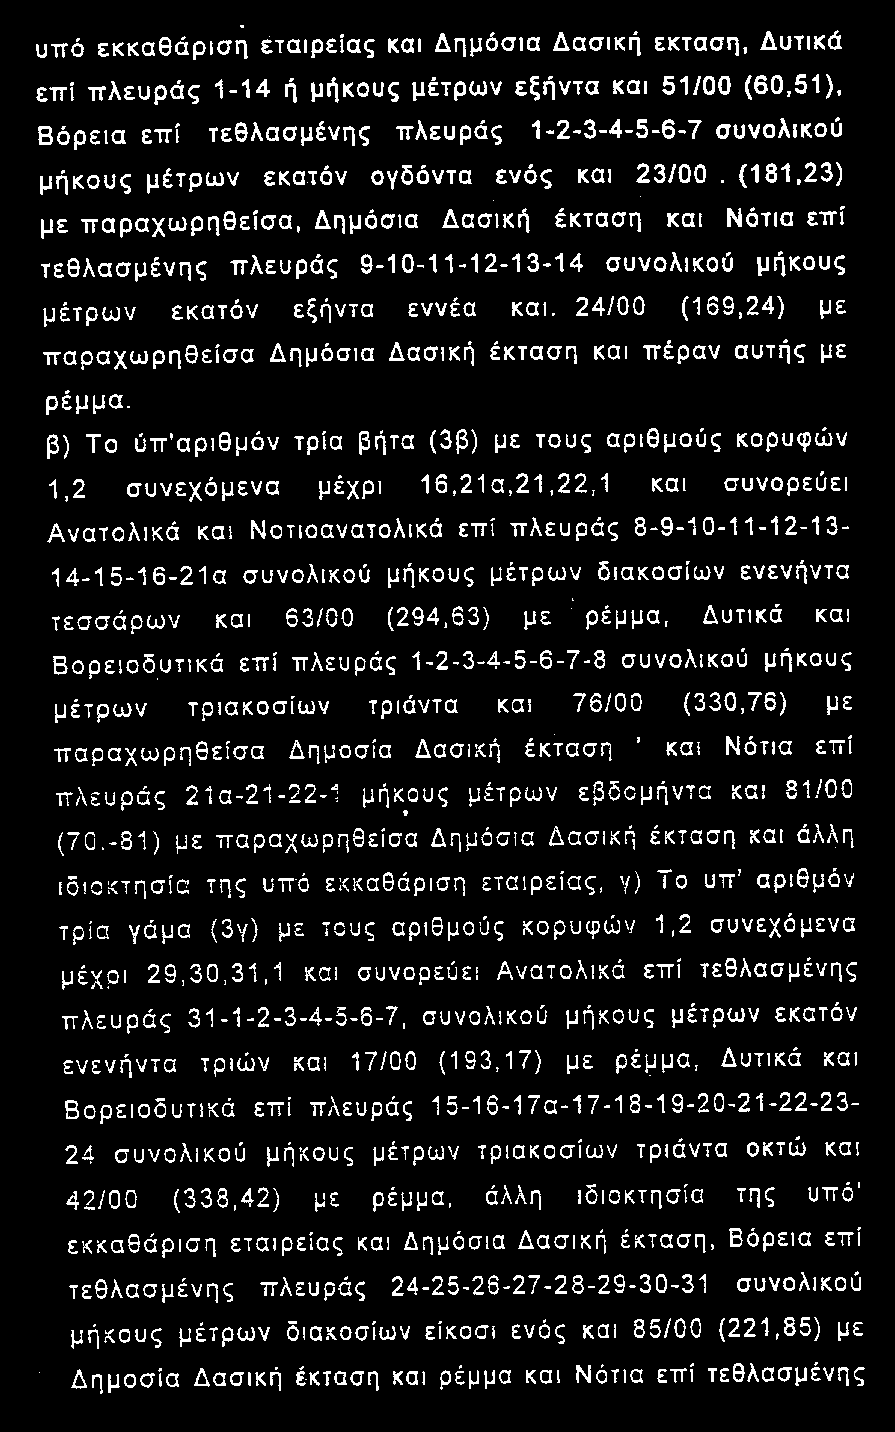 υπό εκκαθάριση εταιρείας και Δημόσια Δασική εκταση, Δυτικά
επί πλευράς 1-14 ή μήκους μέτρων εξήντα και 51/00 (60,51),
Βόρεια επί τεθλασμένης πλευράς 1-2-3-4-5-6-7 συνολικού
μήκους μέτρων εκατόν ογδόντα ενός και 23/00 . (181,23)
με παραχωρηθείσα, Δημόσια Δασική έκταση και Νότια επί
τεθλασμένης πλευράς 9-10-11-12-13-14 συνολικού μήκους
μέτρων εκατόν εξήντα εννέα και. 24/00 (169,24) με
παραχωρηθείσα Δημόσια Δασική έκταση και πέραν αυτής με
ρέμμα.
β) Το ύπ'αριθμόν τρία βήτα (3β) με τους αριθμούς κορυφών
1,2 συνεχόμενα μέχρι 16,21α,21,22,1 και συνορεύει
Ανατολικά και Νοτιοανατολικά επί πλευράς 8-9-10-11-12-13-
14-15-16-21α συνολικού μήκους μέτρων διακοσίων ενενήντα
τεσσάρων και 63/00 (294,63) με ρέμμα, Δυτικά και
Βορειοδυτικά επί πλευράς 1-2-3-4-5-6-7-8 συνολικού μήκους
μέτρων τριακοσίων τριάντα και 76/00 (330,76) με
παραχωρηθείσα Δημοσία Δασική έκταση ' και Νότια επί
πλευράς 21α-21-22-1 μήκους μέτρων εβδομήντα και 81/00
(70.-81) με παραχωρηθείσα Δημόσια Δασική έκταση και άλλη
ιδιοκτησία της υπό εκκαθάριση εταιρείας, γ) Το υπ' αριθμόν
τρία γάμα (3γ) με τους αριθμούς κορυφών 1,2 συνεχόμενα
μέχρι 29,30,31,1 και συνορεύει Ανατολικά επί τεθλασμένης
πλευράς 31-1-2-3-4-5-6-7, συνολικού μήκους μέτρων εκατόν
ενενήντα τριών και 17/00 (193,17) με ρέμμα, Δυτικά και
Βορειοδυτικά επί πλευράς 15-16-17α-17-18-19-20-21-22-23-
24 συνολικού μήκους μέτρων τριακοσίων τριάντα οκτώ και
42/00 (338,42) με ρέμμα, άλλη ιδιοκτησία της υπό'
εκκαθάριση εταιρείας και Δημόσια Δασική έκταση, Βόρεια επί
τεθλασμένης πλευράς 24-25-26-27-28-29-30-31 συνολικού
μήκους μέτρων διακοσίων είκοσι ενός και 85/00 (221,85) με
Δημοσία Δασική έκταση και ρέμμα και Νότια επί τεθλασμένης